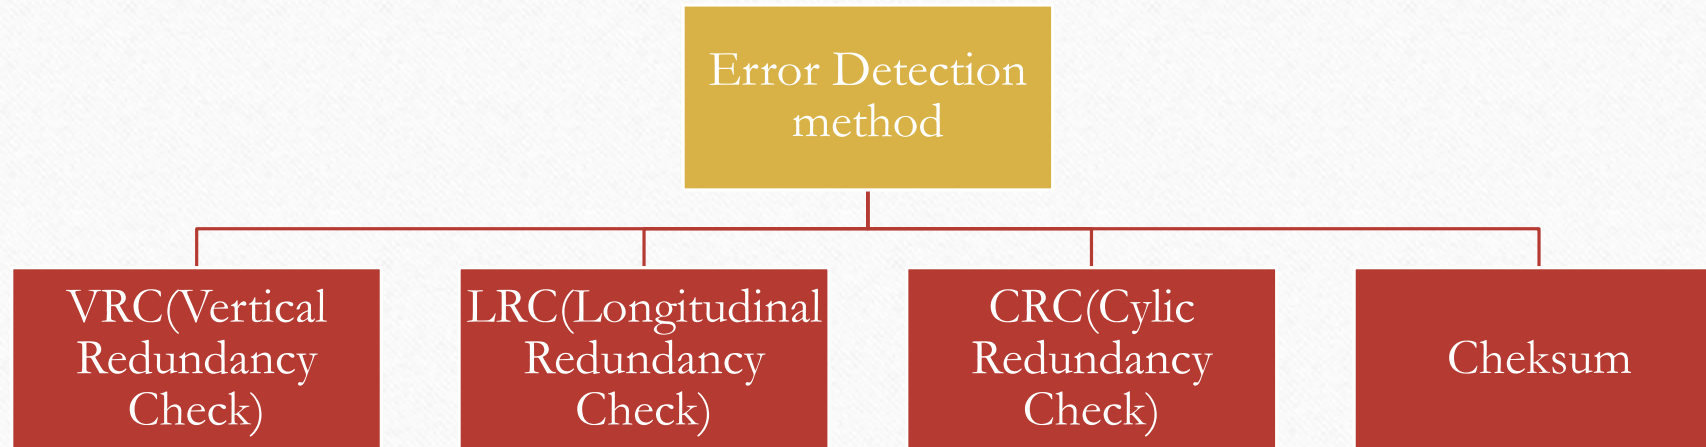 Error Detection
method
VRC(Vertical
Redundancy
Check)
LRC(Longitudinal
Redundancy
Check)
CRC(Cylic
Redundancy
Check)
Cheksum